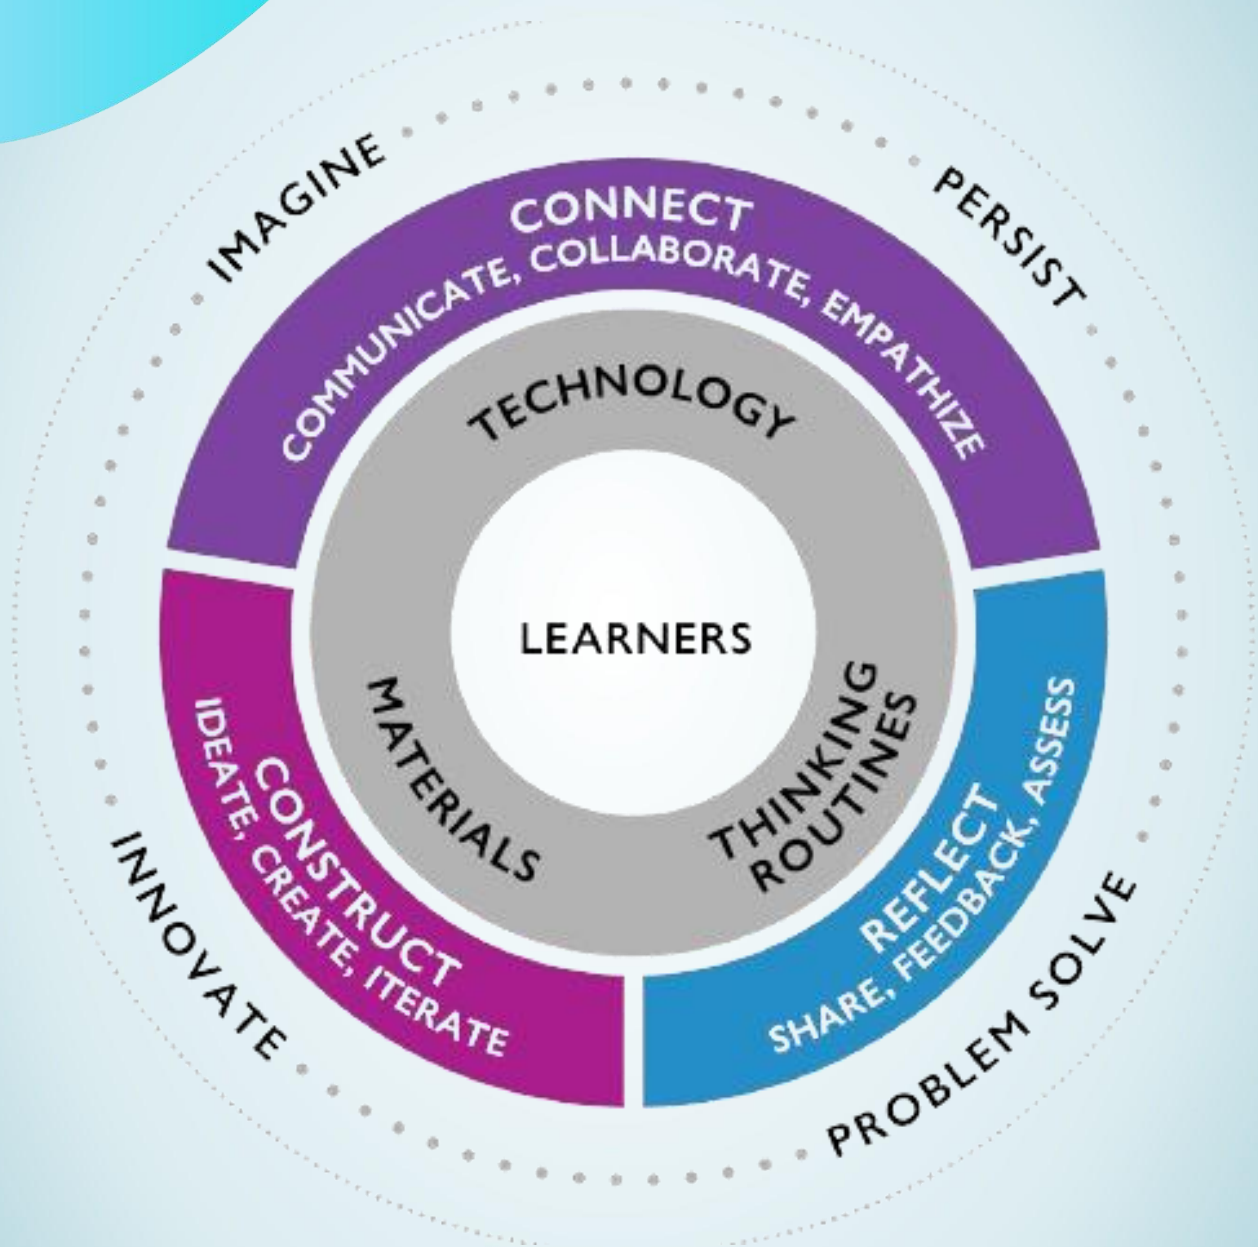 IMAGINE
PERSIST
CONNECT
COMMUNICATE, COLLABORATE, EMPATHIZE
TECHNOLOGY
LEARNERS
MATERIALS
THINKING
ROUTINES
CONSTRUCT
IDEATE, CREATE, ITERATE
REFLECT
SHARE, FEEDBACK, ASSESS
INNOVATE
PROBLEM SOLVE